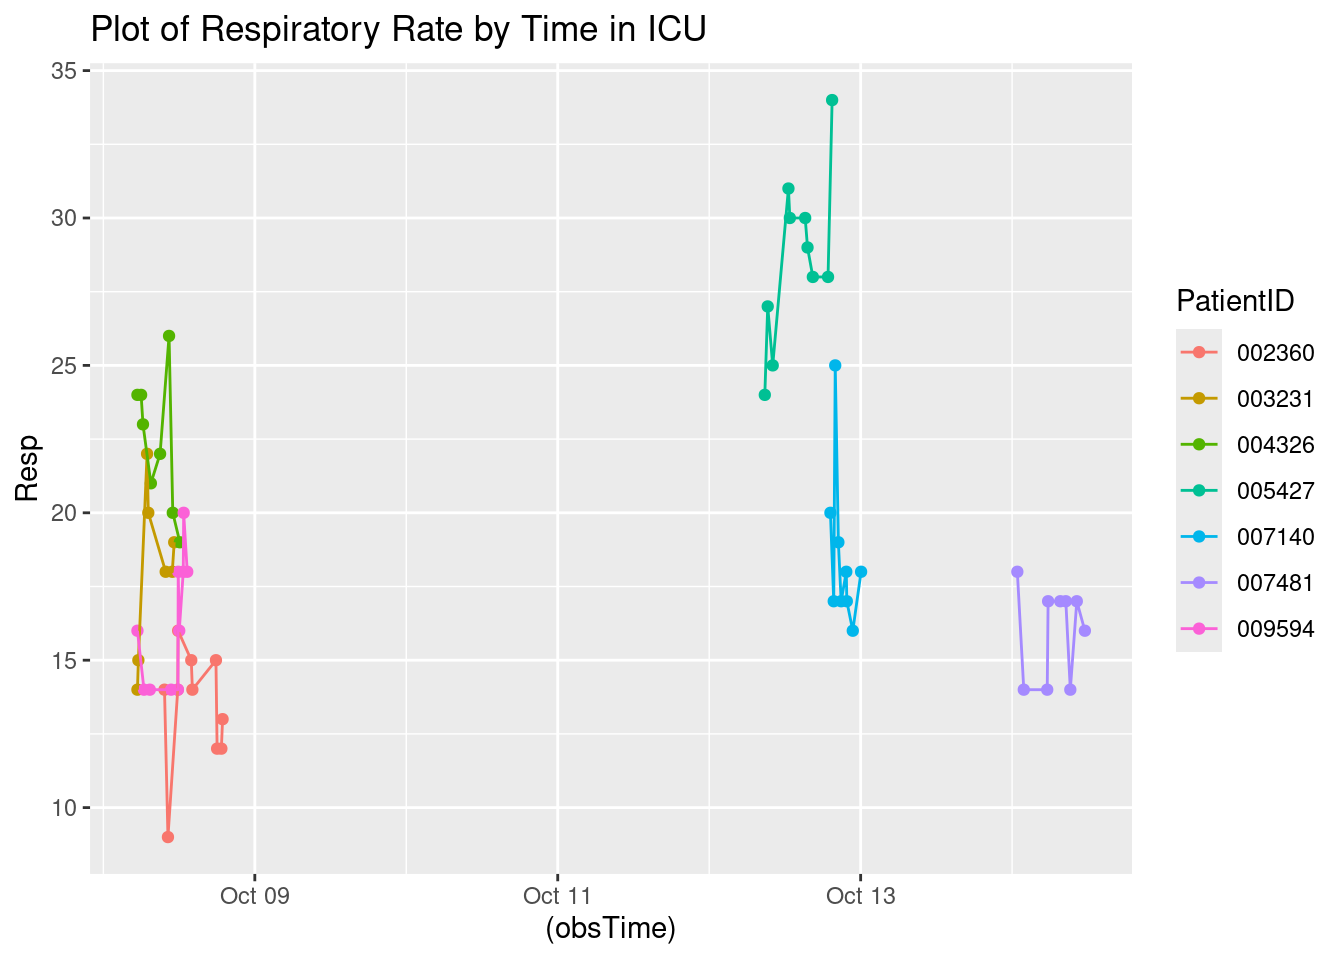 Plot of Respiratory Rate by Time in ICU
35
30
25
20
15
10
Resp
Oct 09
Oct 11
Oct 13
(obsTime)
PatientID
002360
003231
004326
005427
007140
007481
009594